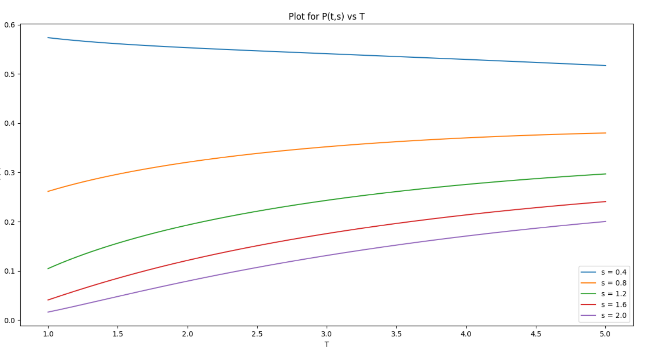 Plot for P(t,s) vs T
0.6
0.5
0.4
0.3
0.2
0.1
0.0
1.0 1.5 2.0 2.5 3.0 3.5 4.0 4.5 5.0
T
s = 0.4
s = 0.8
s = 1.2
s = 1.6
s = 2.0